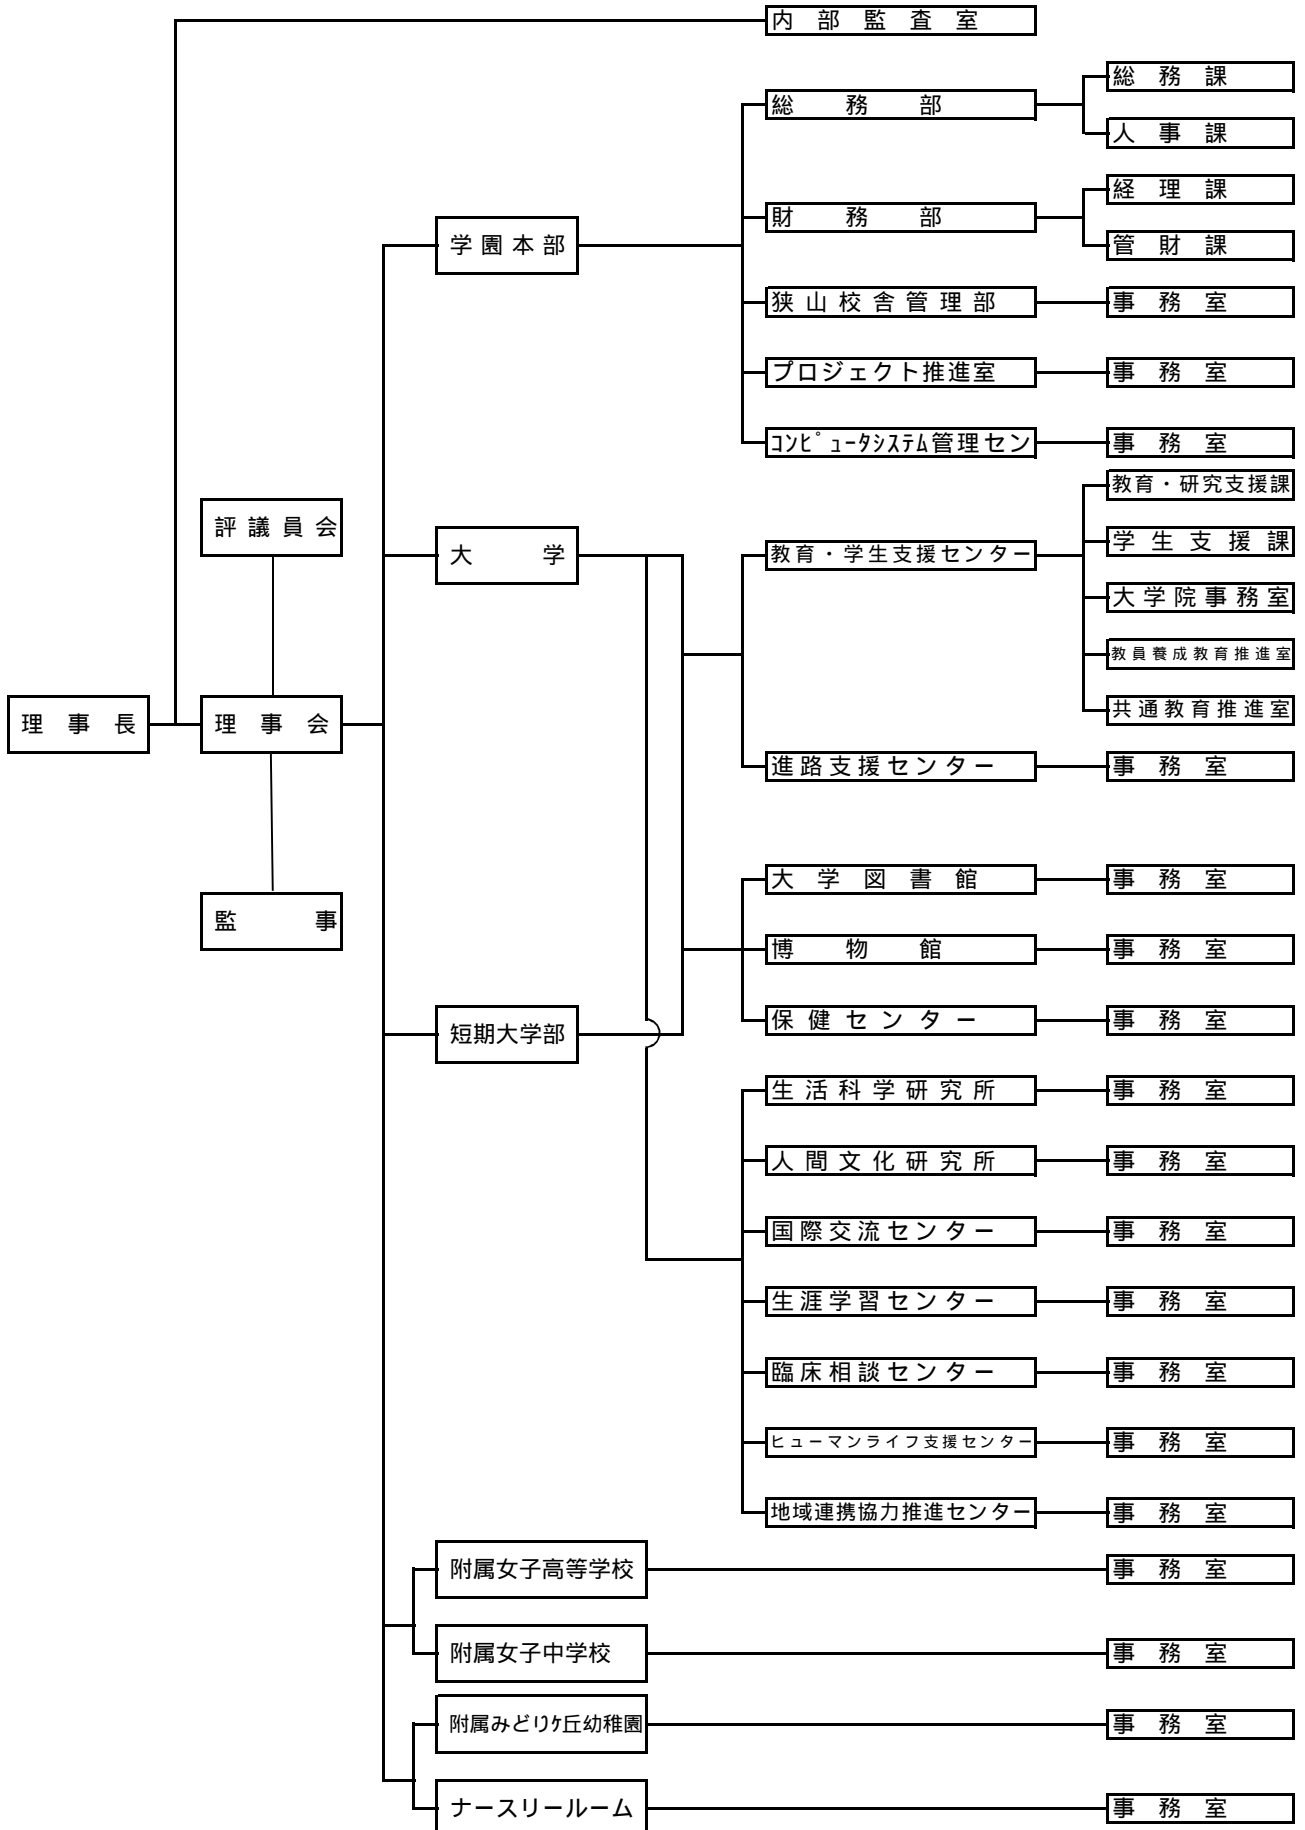 内部監査室
総務課
総務部
人事課
経理課
財務部
学園本部
管財課
狭山校舎管理部 事務室
プロジェクト推進室 事務室
ｺﾝﾋﾟｭｰﾀｼｽﾃﾑ管理セン 事務室
教育・研究支援課
評議員会
学生支援課
大学
教育・学生支援センター
大学院事務室
教員養成教育推進室
共通教育推進室
理事長 理事会
進路支援センター 事務室
大学図書館 事務室
監事
博物館 事務室
保健センター 事務室
短期大学部
生活科学研究所 事務室
人間文化研究所 事務室
国際交流センター 事務室
生涯学習センター 事務室
臨床相談センター 事務室
ヒューマンライフ支援センター 事務室
地域連携協力推進センター 事務室
附属女子高等学校 事務室
附属女子中学校 事務室
附属みどりｹ丘幼稚園 事務室
ナースリールーム 事務室